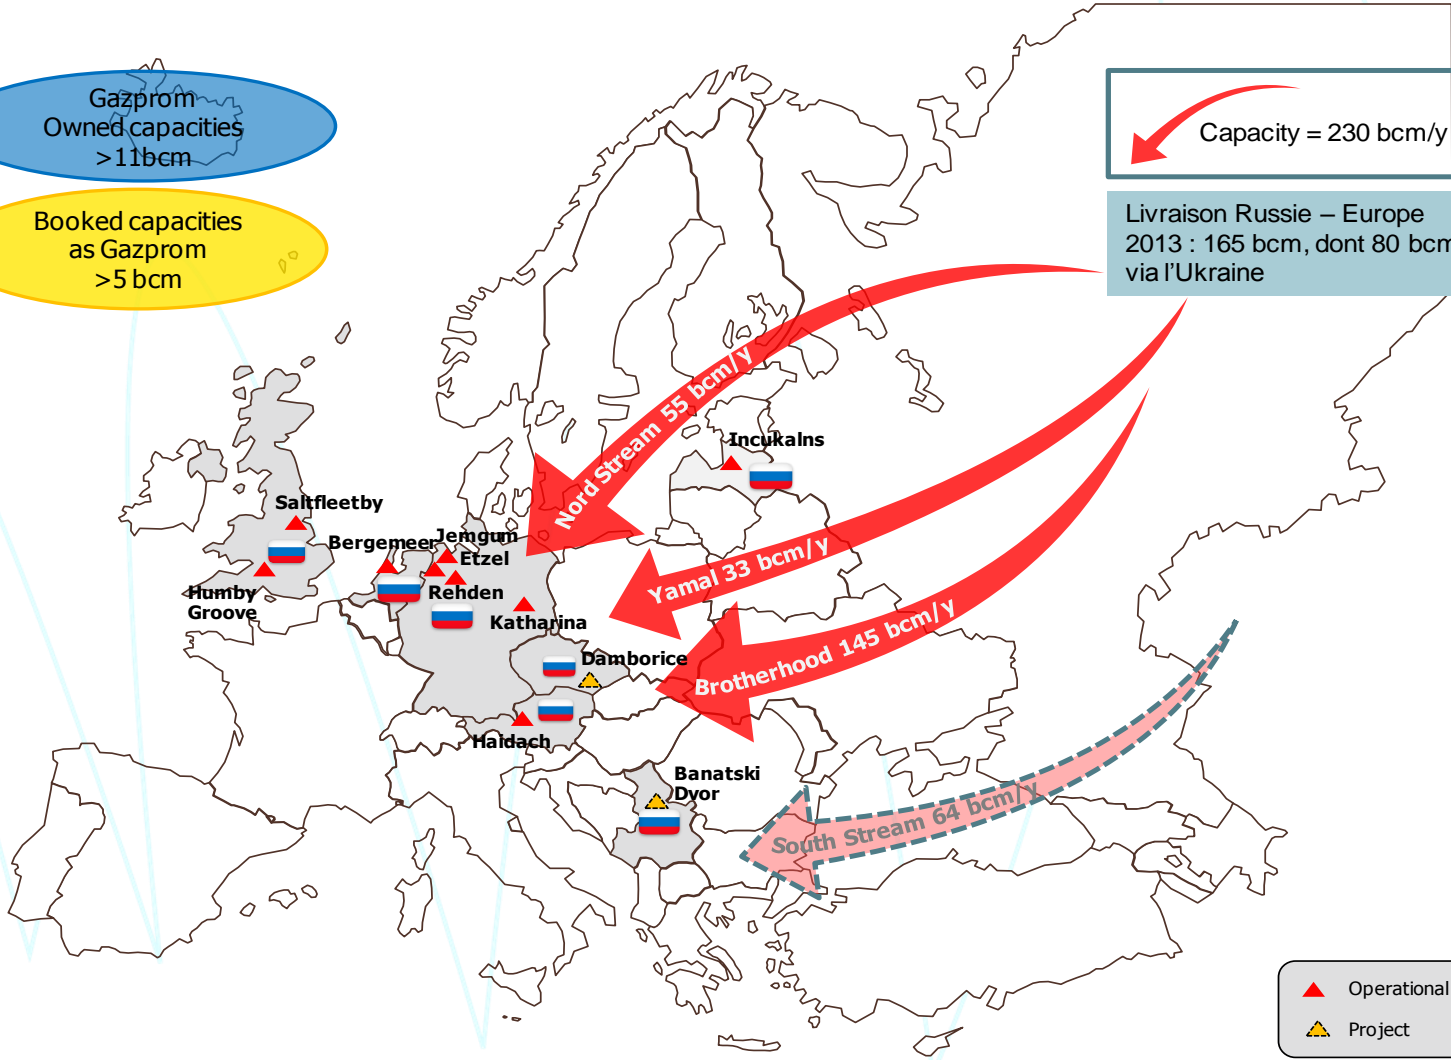 Gazprom
Owned capacities
>11bcm
Booked capacities
as Gazprom
>5 bcm
Capacity = 230 bcm/y
Livraison Russie – Europe
2013 : 165 bcm, dont 80 bcm
via l'Ukraine
Nord Stream 55 bcm/y
Incukalns
Saltfleetby
Bergemeer
Jemgum
Etzel
Humby
Groove
Rehden
Katharina
Yamal 33 bcm/y
Brotherhood 145 bcm/y
Damborice
Haidach
Banatski
Dvor
South Stream 64 bcm/y
Operational
Project